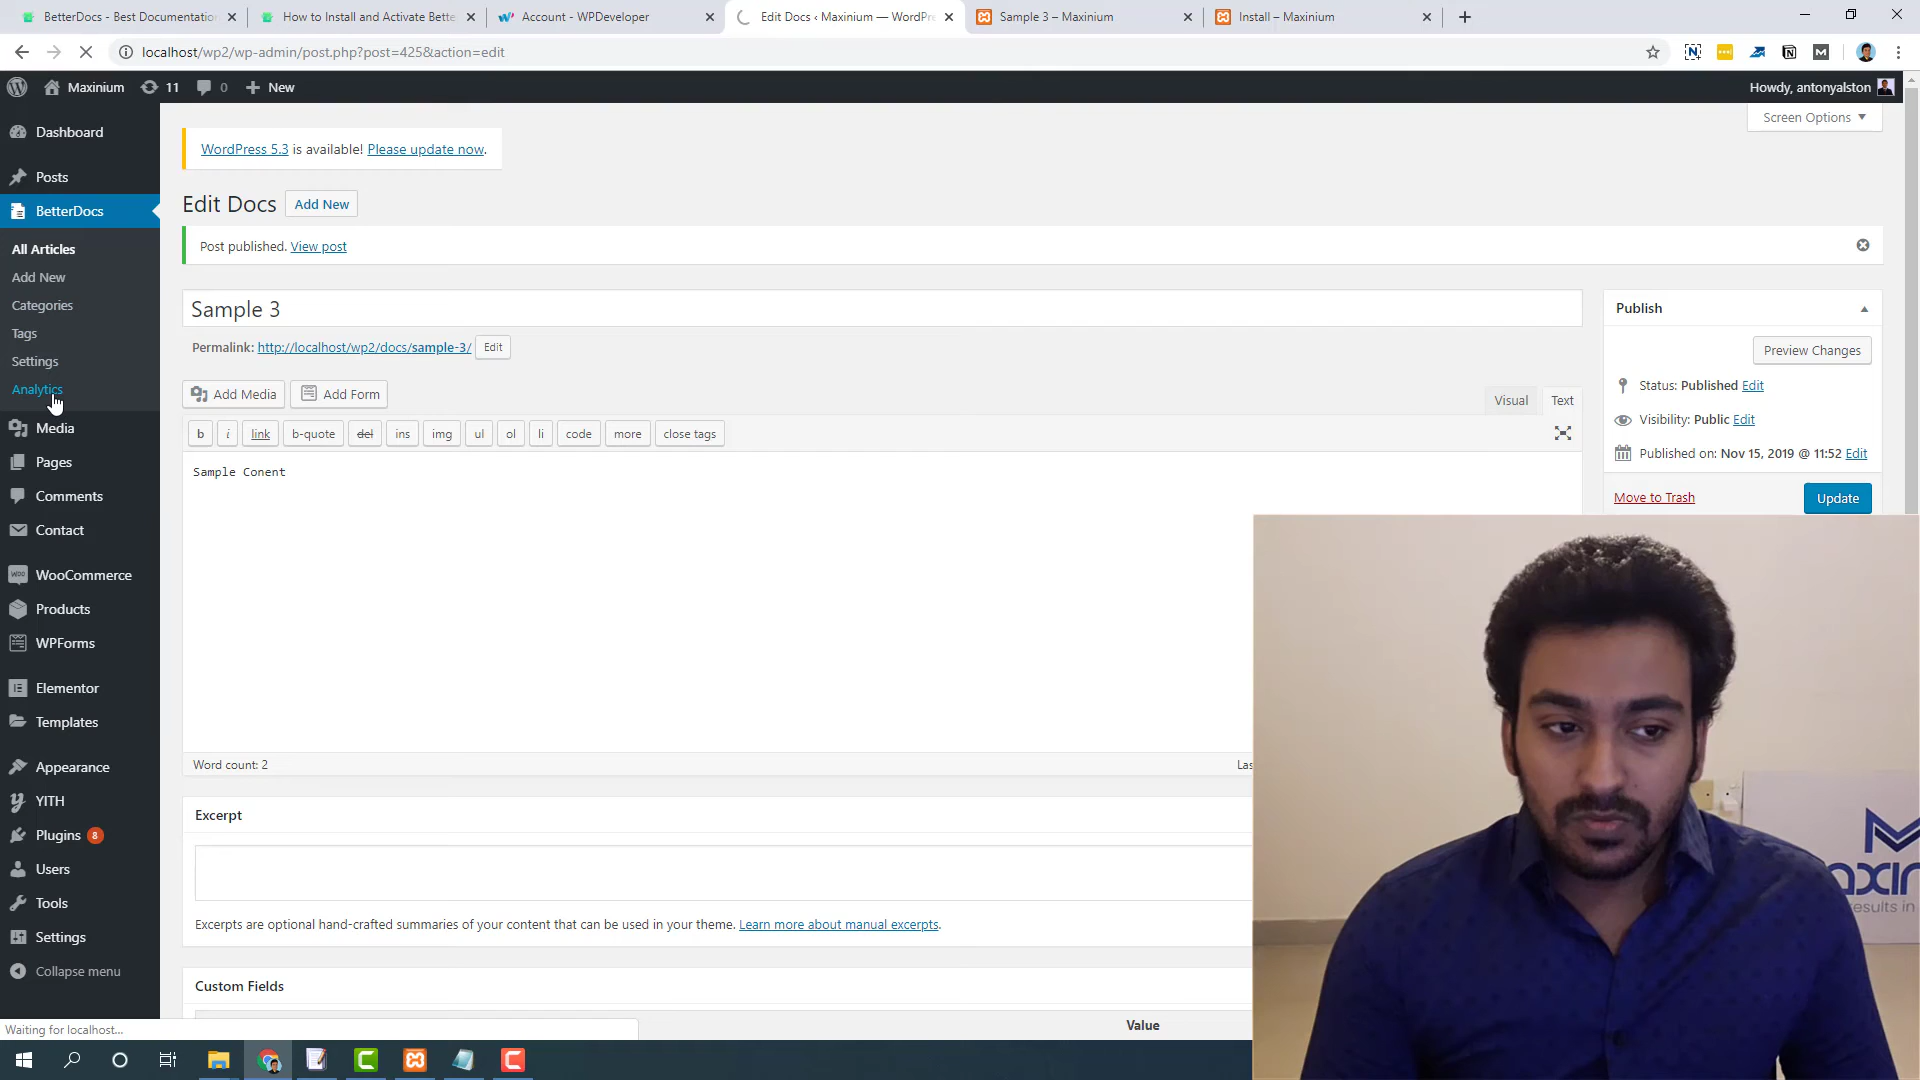 BetterDocs - Best Documentatio
How to Install and Activate Bette
Account - WPDeveloper
Edit Docs ‹ Maxinium — WordPre
Sample 3 – Maxinium
Install – Maxinium
localhost/wp2/wp-admin/post.php?post=425&action=edit
Maxinium
11
0
New
Howdy, antonyalston
Screen Options
Dashboard
Posts
BetterDocs
All Articles
Add New
Categories
Tags
Settings
Analytics
Media
Pages
Comments
Contact
WooCommerce
Products
WPForms
Elementor
Templates
Appearance
YITH
Plugins 8
Users
Tools
Settings
Collapse menu
WordPress 5.3 is available! Please update now.
Edit Docs Add New
Post published. View post
Sample 3
Permalink: http://localhost/wp2/docs/sample-3/ Edit
Add Media Add Form
Visual Text
b i link b-quote del ins img ul ol li code more close tags
Sample Conent
Word count: 2
Las
Excerpt
Excerpts are optional hand-crafted summaries of your content that can be used in your theme. Learn more about manual excerpts.
Custom Fields
Value
Publish
Preview Changes
Status: Published Edit
Visibility: Public Edit
Published on: Nov 15, 2019 @ 11:52 Edit
Move to Trash Update
Waiting for localhost...
axin
results in